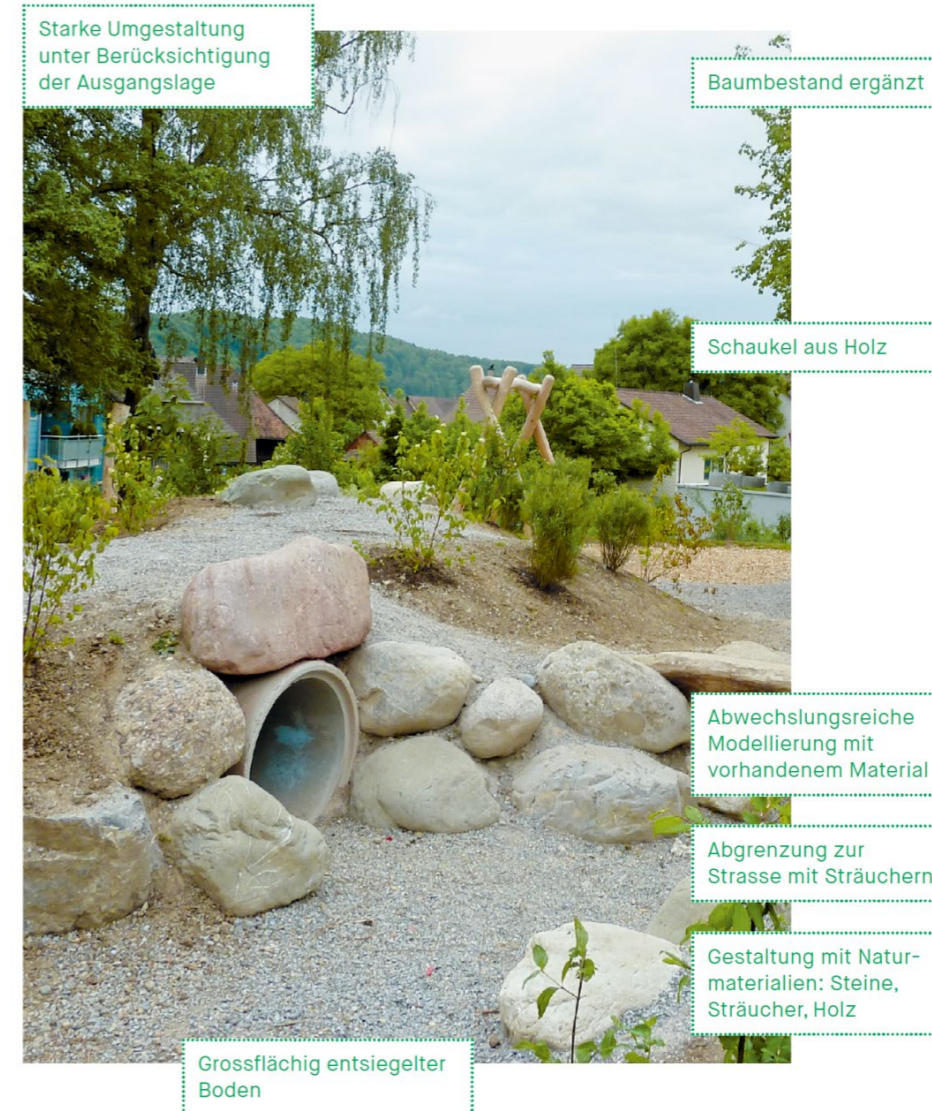 Starke Umgestaltung
unter Berücksichtigung
der Ausgangslage
Baumbestand ergänzt
Schaukel aus Holz
Abwechslungsreiche
Modellierung mit
vorhandenem Material
Abgrenzung zur
Strasse mit Sträuchern
Gestaltung mit Natur-
materialien: Steine,
Sträucher, Holz
Grossflächig entsiegelter
Boden